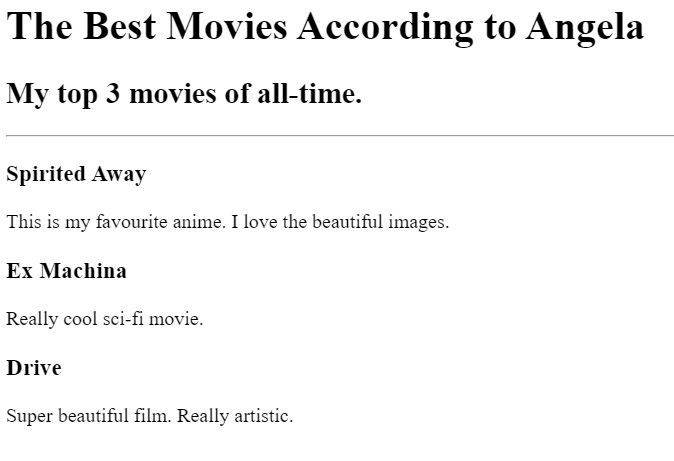 The Best Movies According to Angela
My top 3 movies of all-time.
Spirited Away
This is my favourite anime. I love the beautiful images.
Ex Machina
Really cool sci-fi movie.
Drive
Super beautiful film. Really artistic.